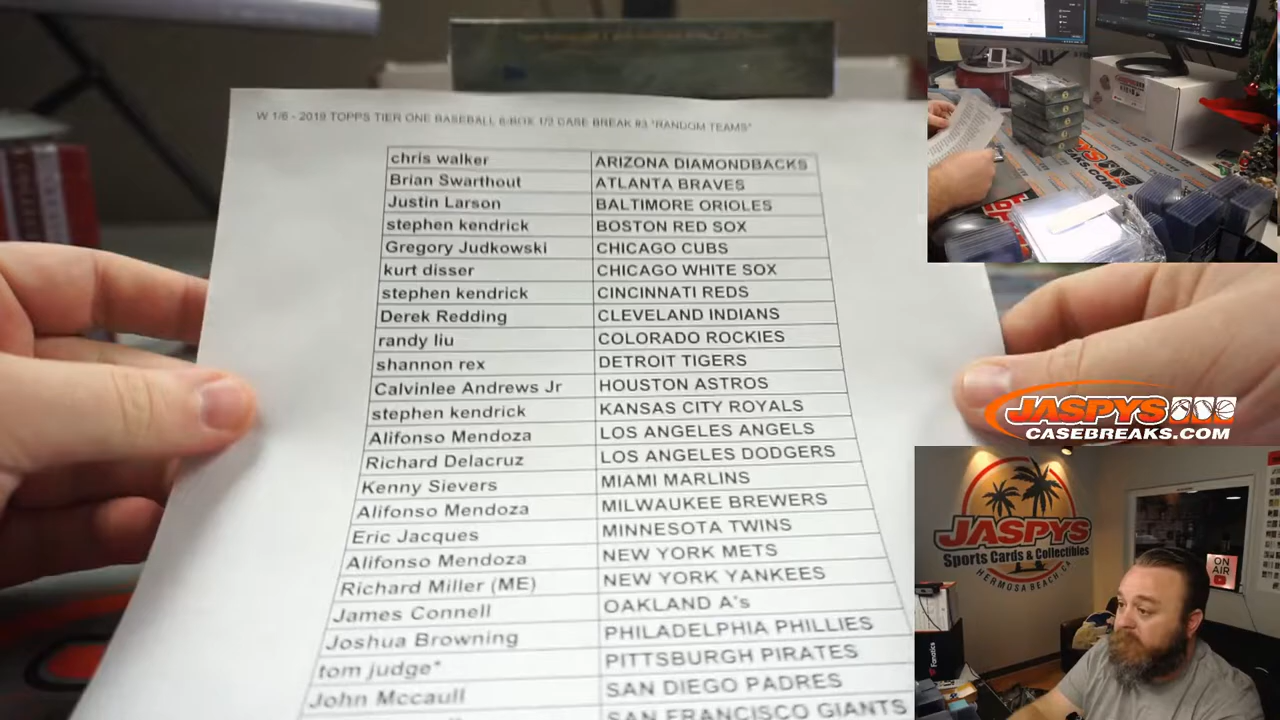 W 1/6 - 2019 TOPPS TIER ONE BASEBALL 6-BOX 1/2 CASE BREAK #3 "RANDOM TEAMS"
chris walker ARIZONA DIAMONDBACKS
Brian Swarthout ATLANTA BRAVES
Justin Larson BALTIMORE ORIOLES
stephen kendrick BOSTON RED SOX
Gregory Judkowski CHICAGO CUBS
kurt disser CHICAGO WHITE SOX
stephen kendrick CINCINNATI REDS
Derek Redding CLEVELAND INDIANS
randy liu COLORADO ROCKIES
shannon rex DETROIT TIGERS
Calvinlee Andrews Jr HOUSTON ASTROS
stephen kendrick KANSAS CITY ROYALS
Alifonso Mendoza LOS ANGELES ANGELS
Richard Delacruz LOS ANGELES DODGERS
Kenny Sievers MIAMI MARLINS
Alifonso Mendoza MILWAUKEE BREWERS
Eric Jacques MINNESOTA TWINS
Alifonso Mendoza NEW YORK METS
Richard Miller (ME) NEW YORK YANKEES
James Connell OAKLAND A's
Joshua Browning PHILADELPHIA PHILLIES
tom judge* PITTSBURGH PIRATES
John Mccaull SAN DIEGO PADRES
SAN FRANCISCO GIANTS
JASPYS
CASEBREAKS.COM
JASPYS
Sports Cards & Collectibles
HERMOSA BEACH, CA
ON
AIR
Fanatics
JASPYS